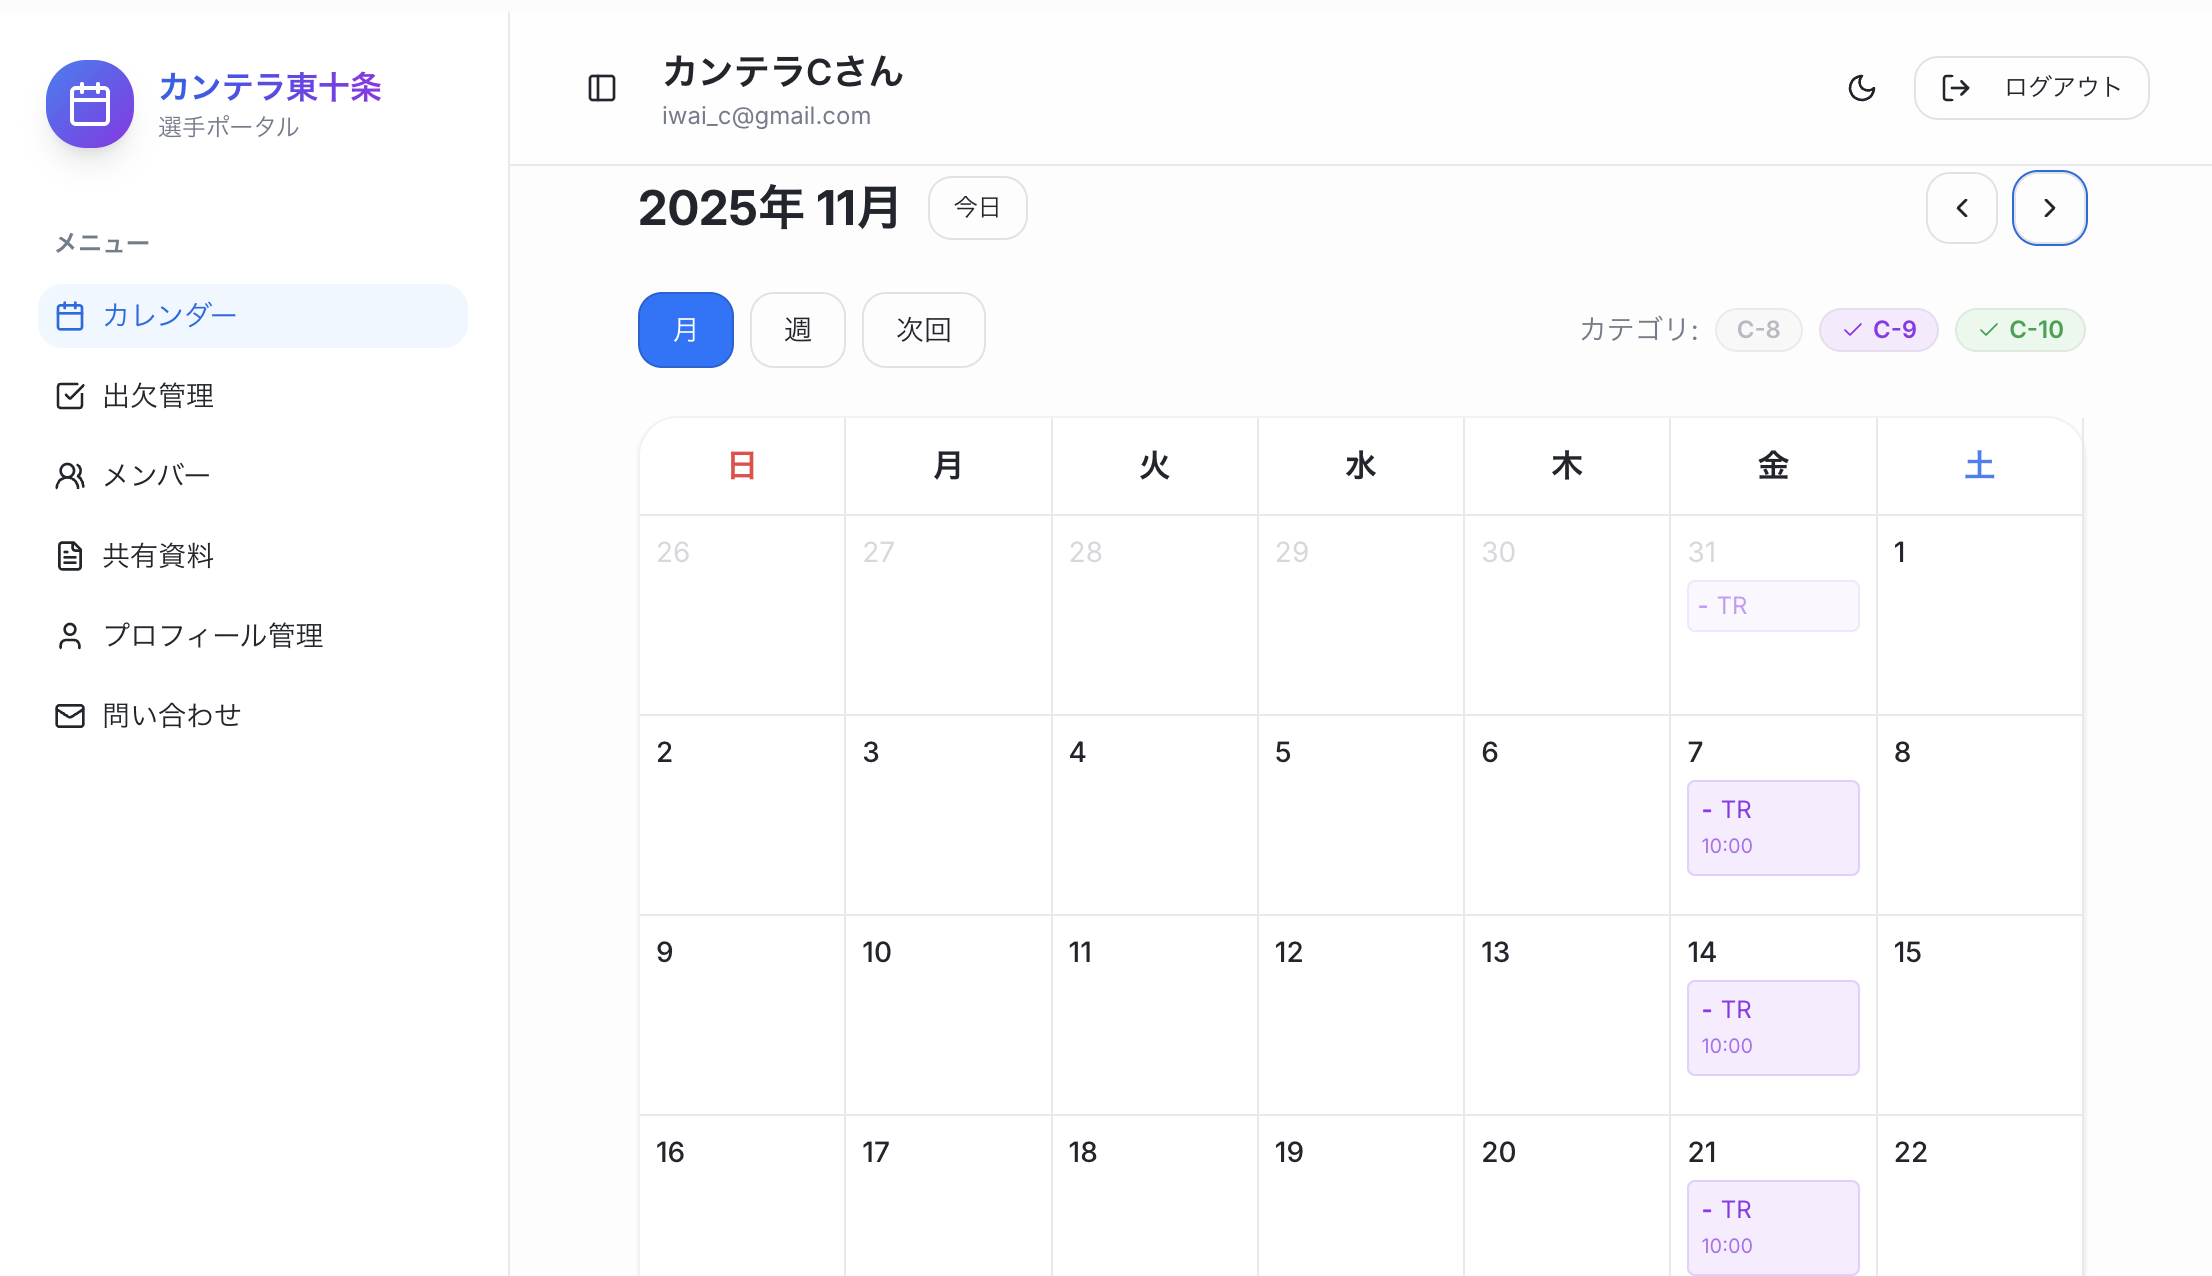 カンテラ東十条
選手ポータル
メニュー
カレンダー
出欠管理
メンバー
共有資料
プロフィール管理
問い合わせ
カンテラCさん
iwai_c@gmail.com
ログアウト
2025年 11月
今日
月
週
次回
カテゴリ:
C-8
C-9
C-10
日 月 火 水 木 金 土
26 27 28 29 30 31 1
- TR
2 3 4 5 6 7 8
- TR
10:00
9 10 11 12 13 14 15
- TR
10:00
16 17 18 19 20 21 22
- TR
10:00